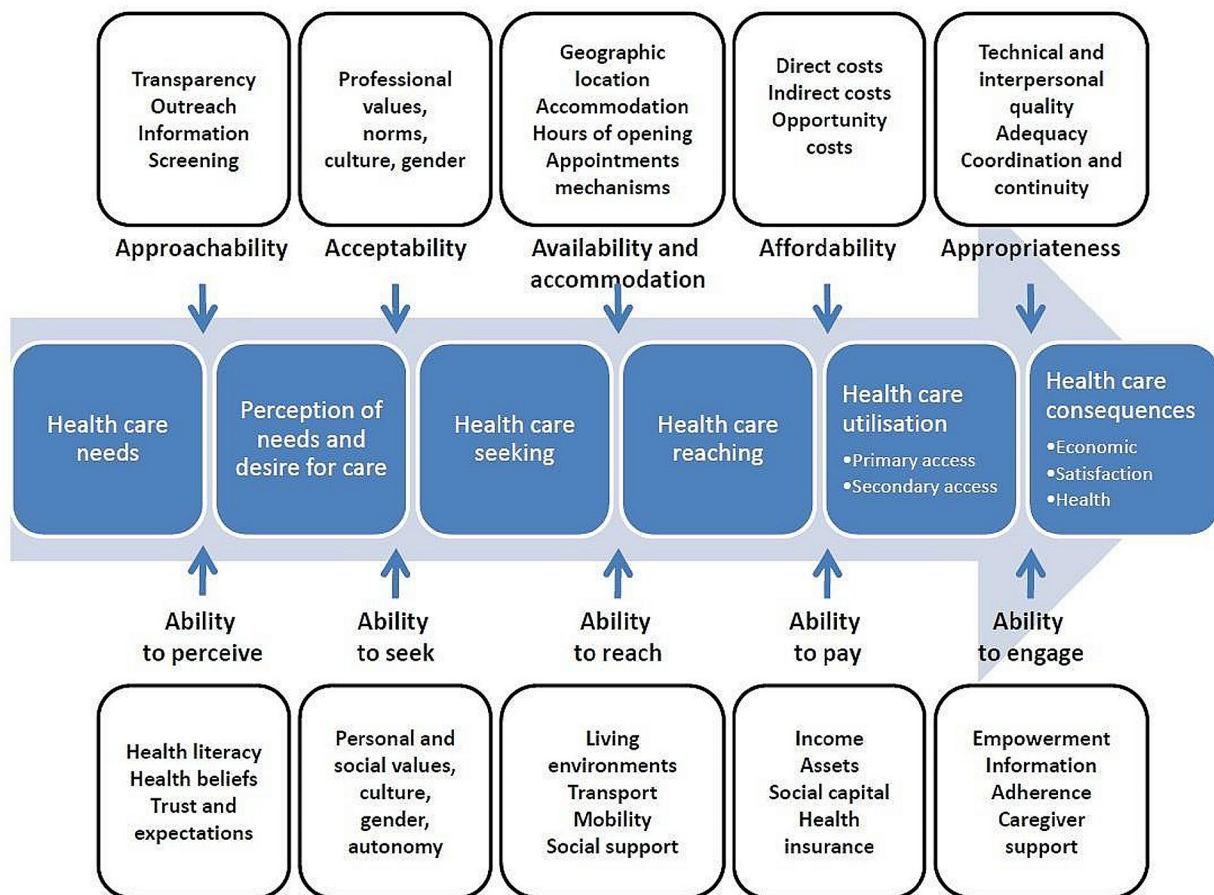 Transparency
Outreach
Information
Screening
Professional
values,
norms,
culture, gender
Geographic
location
Accommodation
Hours of opening
Appointments
mechanisms
Direct costs
Indirect costs
Opportunity
costs
Technical and
interpersonal
quality
Adequacy
Coordination and
continuity
Approachability
Acceptability
Availability and
accommodation
Affordability
Appropriateness
Health care
needs
Perception of
needs and
desire for care
Health care
seeking
Health care
reaching
Health care
utilisation
•Primary access
•Secondary access
Health care
consequences
•Economic
•Satisfaction
•Health
Ability
to perceive
Ability
to seek
Ability
to reach
Ability
to pay
Ability
to engage
Health literacy
Health beliefs
Trust and
expectations
Personal and
social values,
culture,
gender,
autonomy
Living
environments
Transport
Mobility
Social support
Income
Assets
Social capital
Health
insurance
Empowerment
Information
Adherence
Caregiver
support